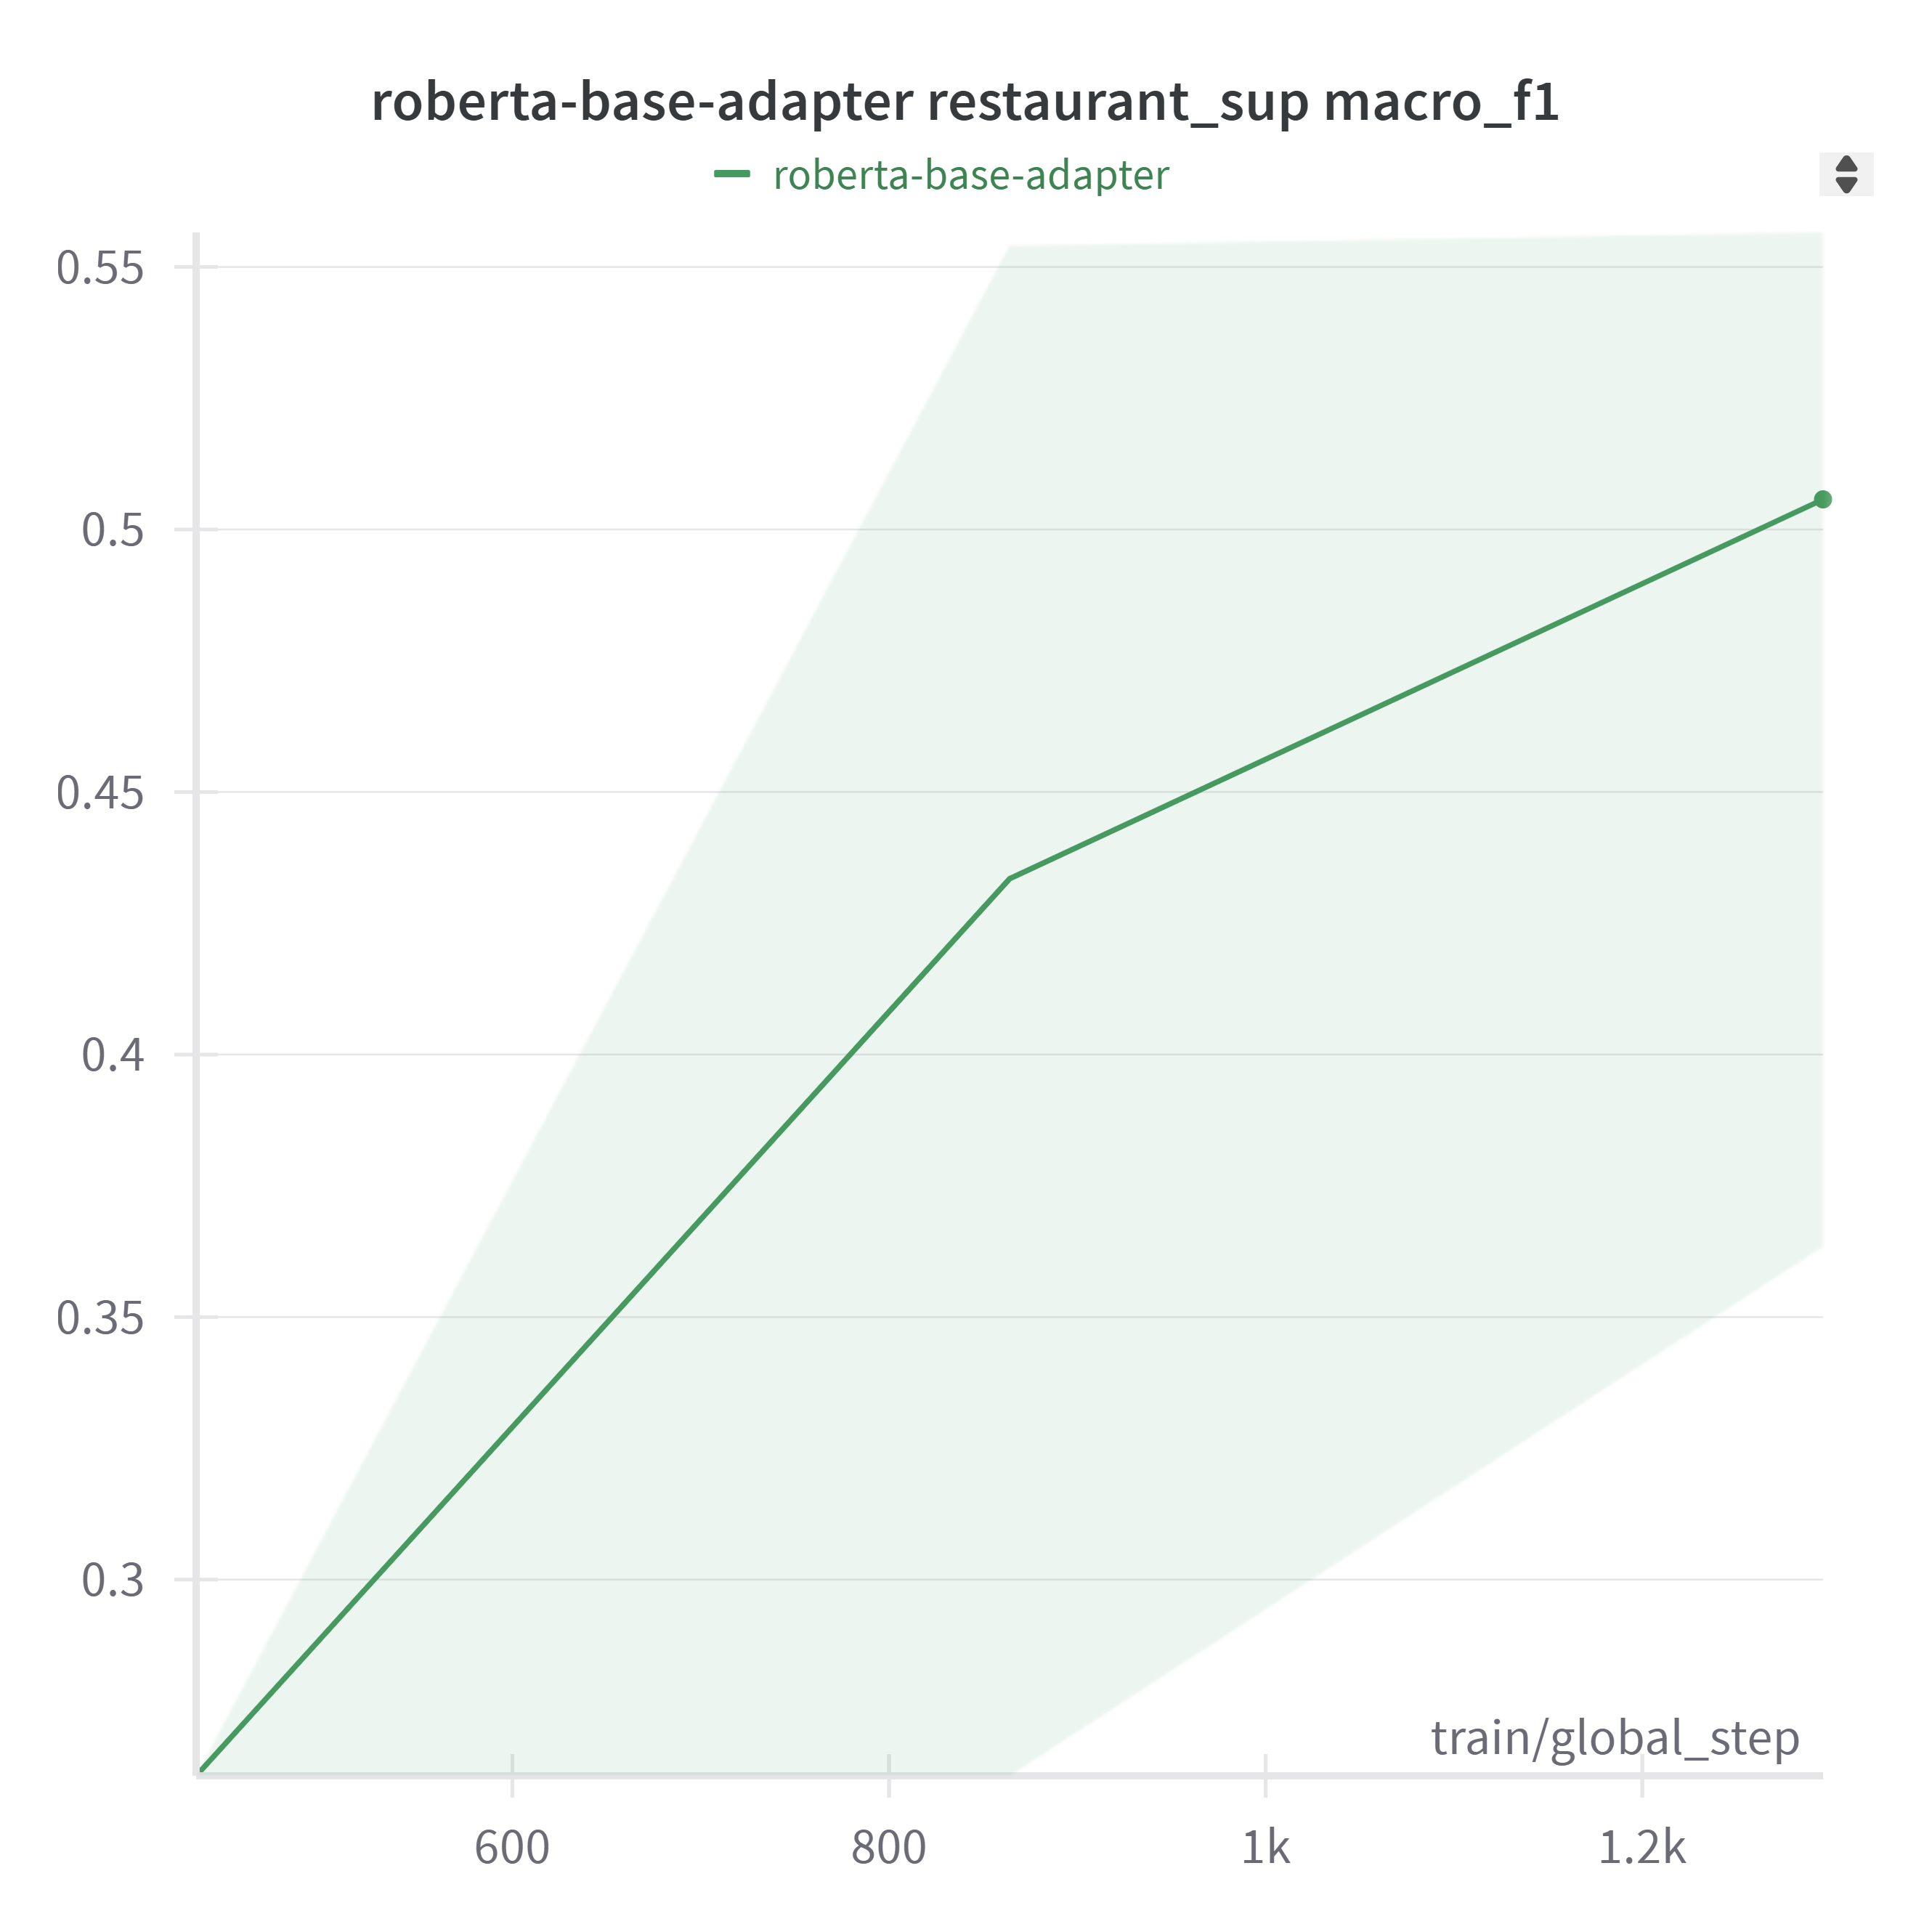 roberta-base-adapter restaurant_sup macro_f1
roberta-base-adapter
0.55
0.5
0.45
0.4
0.35
0.3
train/global_step
600 800 1k 1.2k